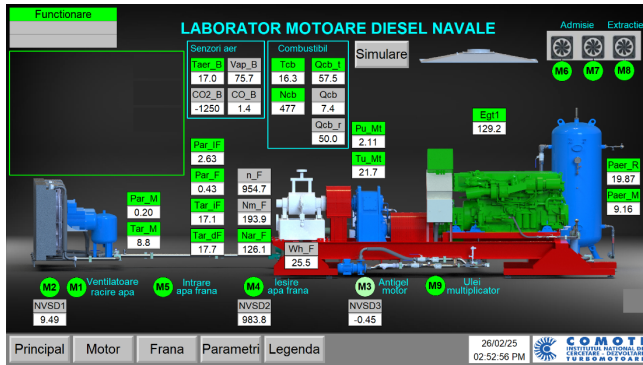 Functionare
LABORATOR MOTOARE DIESEL NAVALE
Admisie Extractie
M6 M7 M8
Senzori aer
Taer_B Vap_B
17.0 75.7
CO2_B CO_B
-1250 1.4
Combustibil
Tcb Qcb_t
16.3 57.5
Ncb Qcb
477 7.4
Qcb_r
50.0
Simulare
Egt1
129.2
Pu_Mt
2.11
Tu_Mt
21.7
Paer_R
19.87
Paer_M
9.16
Par_IF
2.63
Par_F n_F
0.43 954.7
Tar_iF Nm_F
17.1 193.9
Tar_dF Nar_F
17.7 126.1
Par_M
0.20
Tar_M
8.8
Wh_F
25.5
M2 M1 Ventilatoare
racire apa
M5 Intrare
apa frana
M4 Iesire
apa frana
M3 Antigel
motor
M9 Ulei
multiplicator
NVSD1 NVSD2 NVSD3
9.49 983.8 -0.45
Principal Motor Frana Parametri Legenda
26/02/25
02:52:56 PM
COMOTI
INSTITUTUL NATIONAL DE
CERCETARE - DEZVOLTARE
TURBOMOTOARE